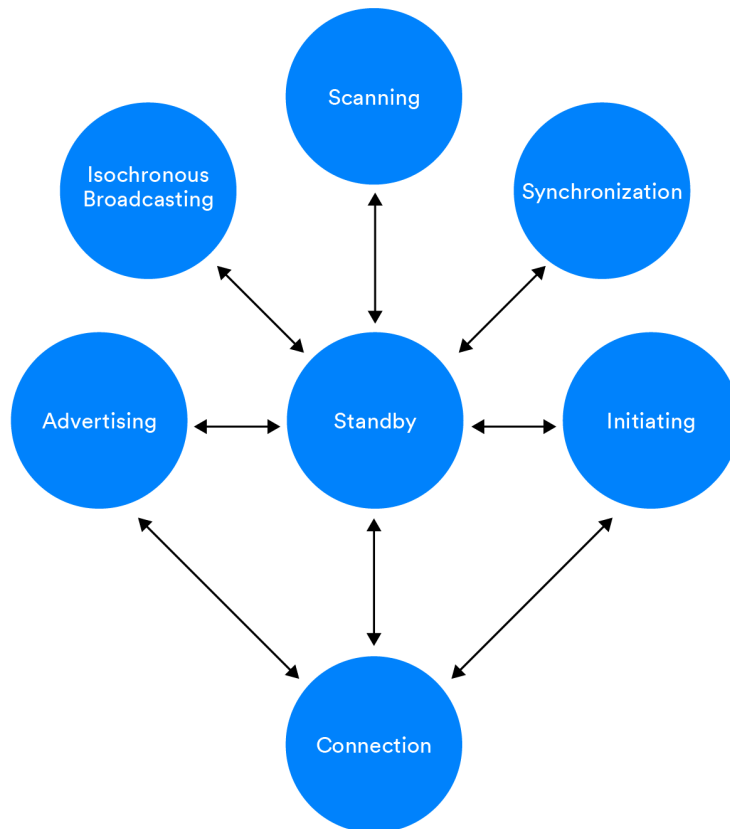 Scanning
Isochronous
Broadcasting
Synchronization
Advertising
Standby
Initiating
Connection